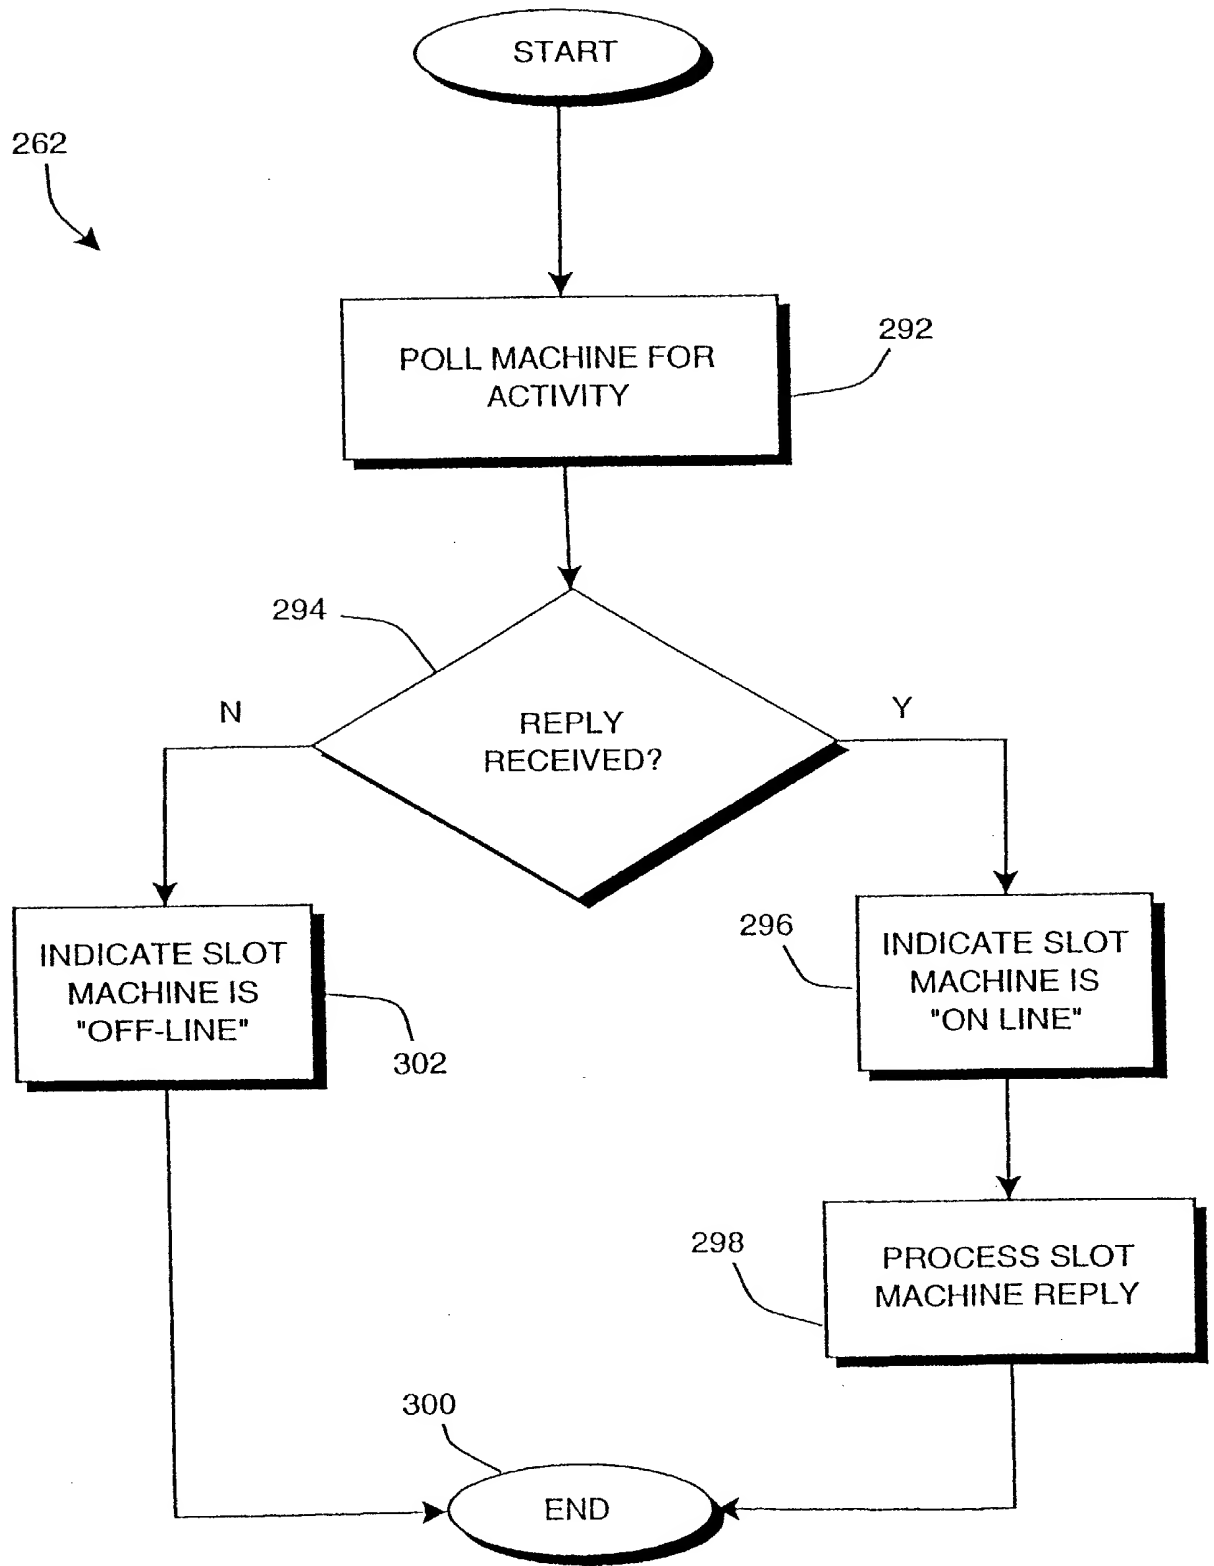 START
262
POLL MACHINE FOR
ACTIVITY
292
294
N
REPLY
RECEIVED?
Y
INDICATE SLOT
MACHINE IS
"OFF-LINE"
302
296
INDICATE SLOT
MACHINE IS
"ON LINE"
298
PROCESS SLOT
MACHINE REPLY
300
END